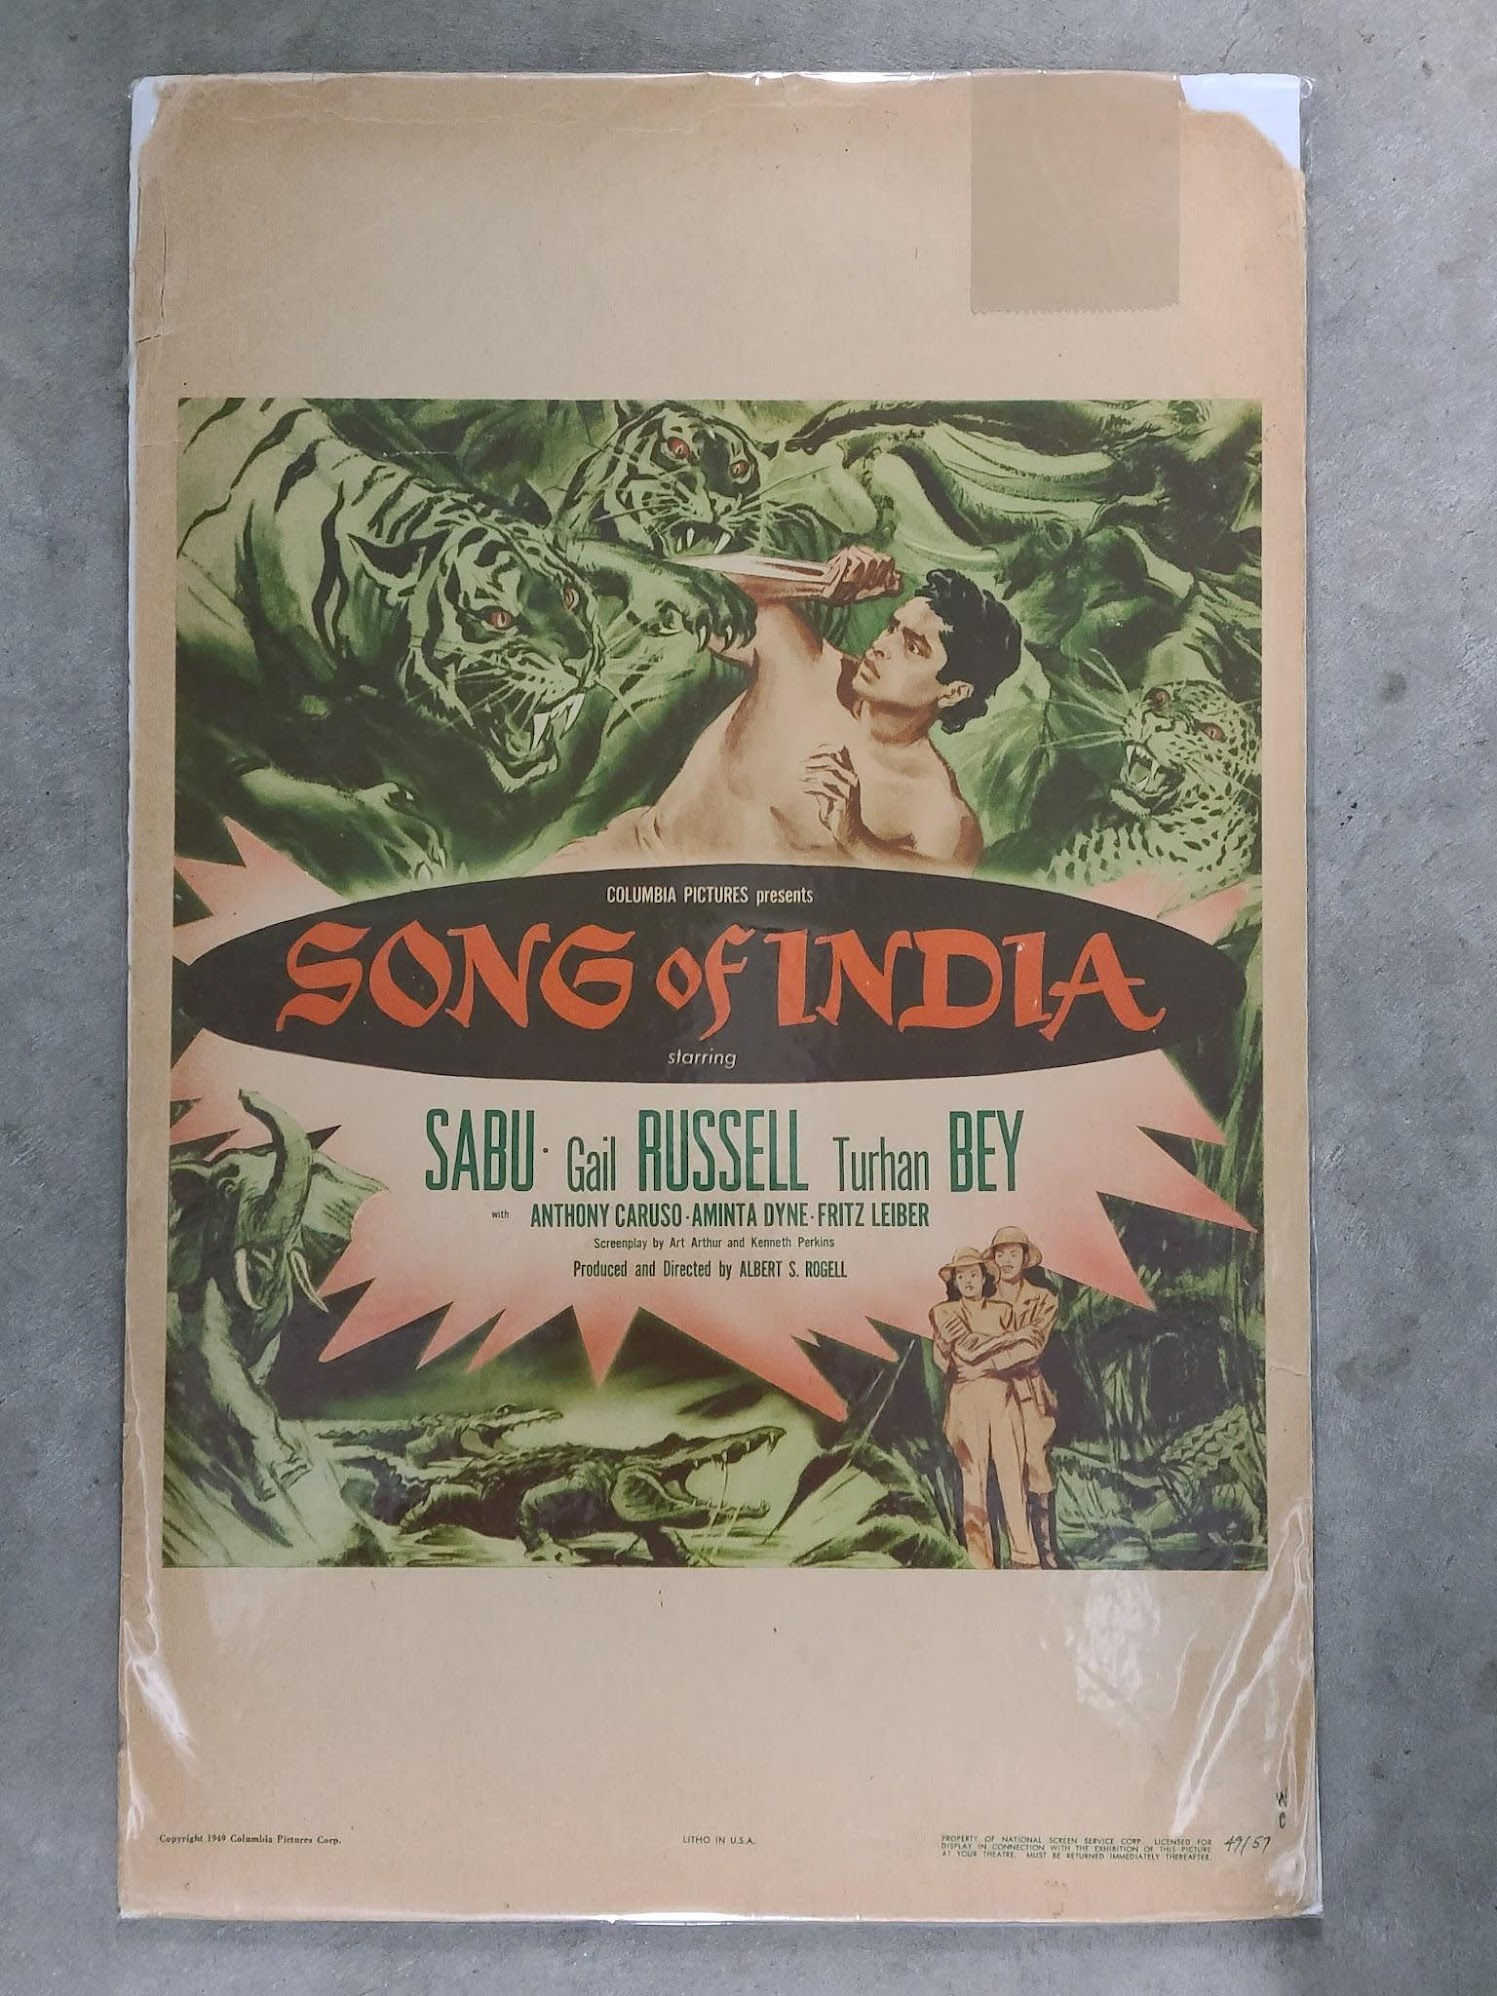 COLUMBIA PICTURES presents
SONG of INDIA
starring
SABU · Gail RUSSELL Turhan BEY
with ANTHONY CARUSO · AMINTA DYNE · FRITZ LEIBER
Screenplay by Art Arthur and Kenneth Perkins
Produced and Directed by ALBERT S. ROGELL
WC
Copyright 1949 Columbia Pictures Corp.
LITHO IN U.S.A.
PROPERTY OF NATIONAL SCREEN SERVICE CORP. LICENSED FOR
DISPLAY IN CONNECTION WITH THE EXHIBITION OF THIS PICTURE
AT YOUR THEATRE. MUST BE RETURNED IMMEDIATELY THEREAFTER.
49/57